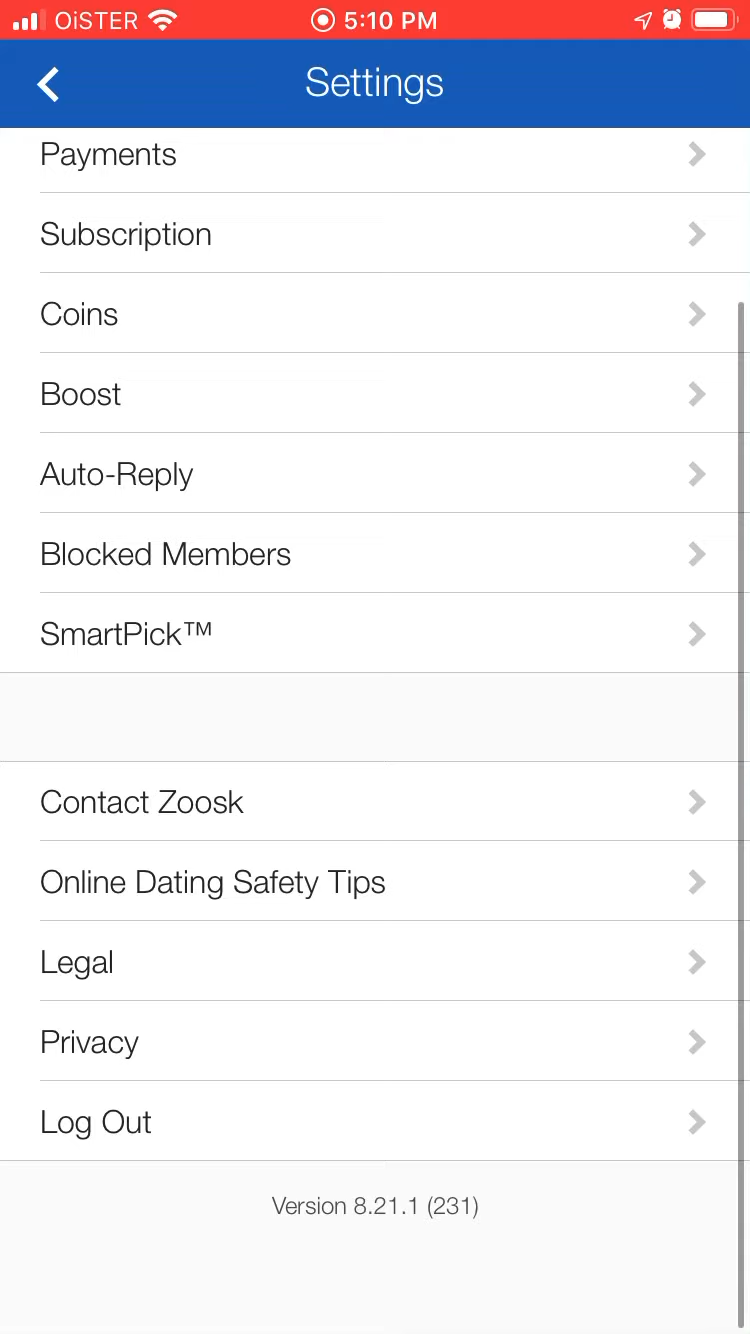 OiSTER 5:10 PM
Settings
Payments
Subscription
Coins
Boost
Auto-Reply
Blocked Members
SmartPick™
Contact Zoosk
Online Dating Safety Tips
Legal
Privacy
Log Out
Version 8.21.1 (231)